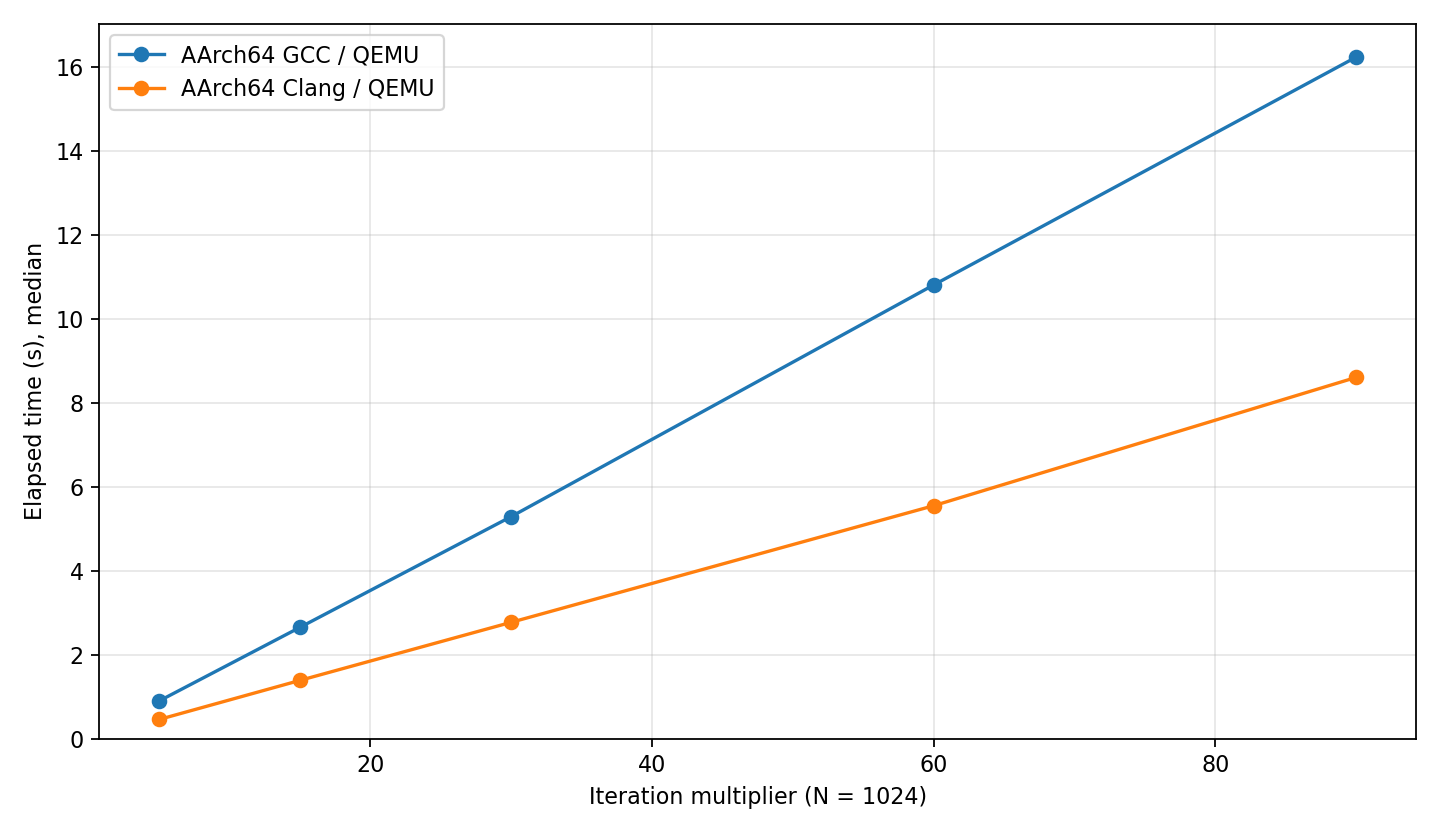 AArch64 GCC / QEMU
AArch64 Clang / QEMU
Elapsed time (s), median
16
14
12
10
8
6
4
2
0
20 40 60 80
Iteration multiplier (N = 1024)